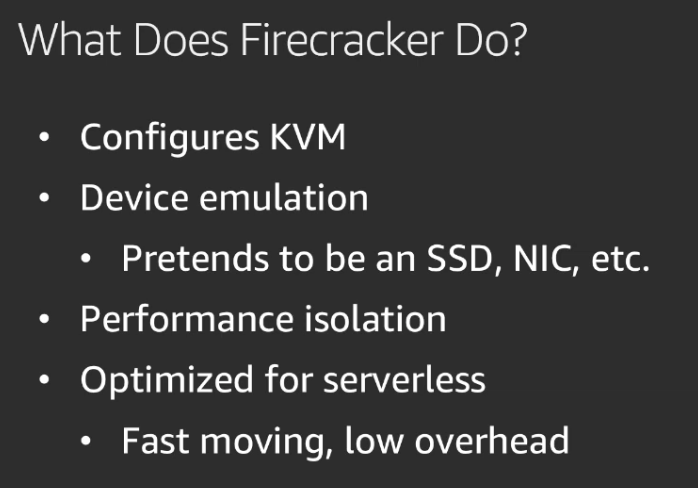 What Does Firecracker Do?
• Configures KVM
• Device emulation
• Pretends to be an SSD, NIC, etc.
• Performance isolation
• Optimized for serverless
• Fast moving, low overhead